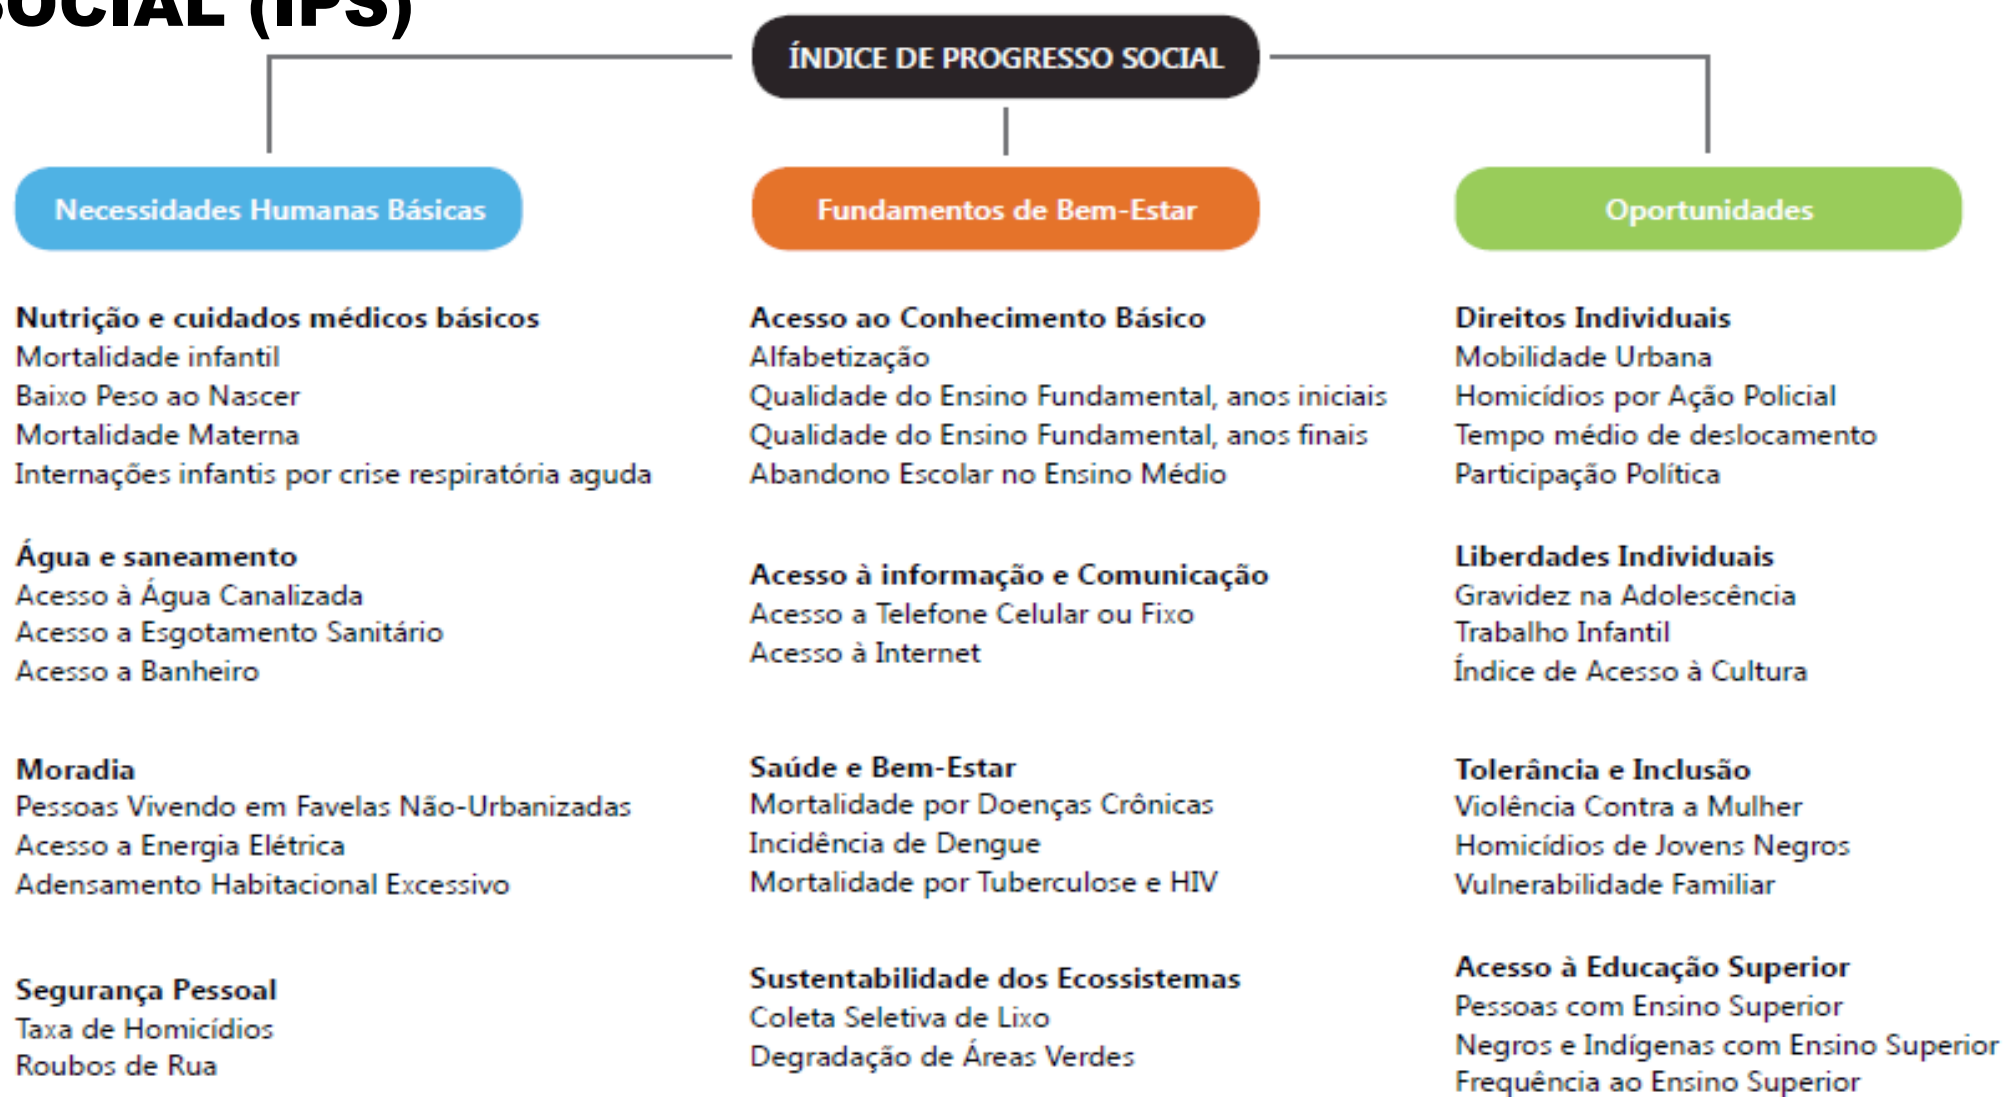 SOCIAL (IPS)
ÍNDICE DE PROGRESSO SOCIAL
Necessidades Humanas Básicas
Nutrição e cuidados médicos básicos
Mortalidade infantil
Baixo Peso ao Nascer
Mortalidade Materna
Internações infantis por crise respiratória aguda
Água e saneamento
Acesso à Água Canalizada
Acesso a Esgotamento Sanitário
Acesso a Banheiro
Moradia
Pessoas Vivendo em Favelas Não-Urbanizadas
Acesso a Energia Elétrica
Adensamento Habitacional Excessivo
Segurança Pessoal
Taxa de Homicídios
Roubos de Rua
Fundamentos de Bem-Estar
Acesso ao Conhecimento Básico
Alfabetização
Qualidade do Ensino Fundamental, anos iniciais
Qualidade do Ensino Fundamental, anos finais
Abandono Escolar no Ensino Médio
Acesso à informação e Comunicação
Acesso a Telefone Celular ou Fixo
Acesso à Internet
Saúde e Bem-Estar
Mortalidade por Doenças Crônicas
Incidência de Dengue
Mortalidade por Tuberculose e HIV
Sustentabilidade dos Ecossistemas
Coleta Seletiva de Lixo
Degradação de Áreas Verdes
Oportunidades
Direitos Individuais
Mobilidade Urbana
Homicídios por Ação Policial
Tempo médio de deslocamento
Participação Política
Liberdades Individuais
Gravidez na Adolescência
Trabalho Infantil
Índice de Acesso à Cultura
Tolerância e Inclusão
Violência Contra a Mulher
Homicídios de Jovens Negros
Vulnerabilidade Familiar
Acesso à Educação Superior
Pessoas com Ensino Superior
Negros e Indígenas com Ensino Superior
Frequência ao Ensino Superior